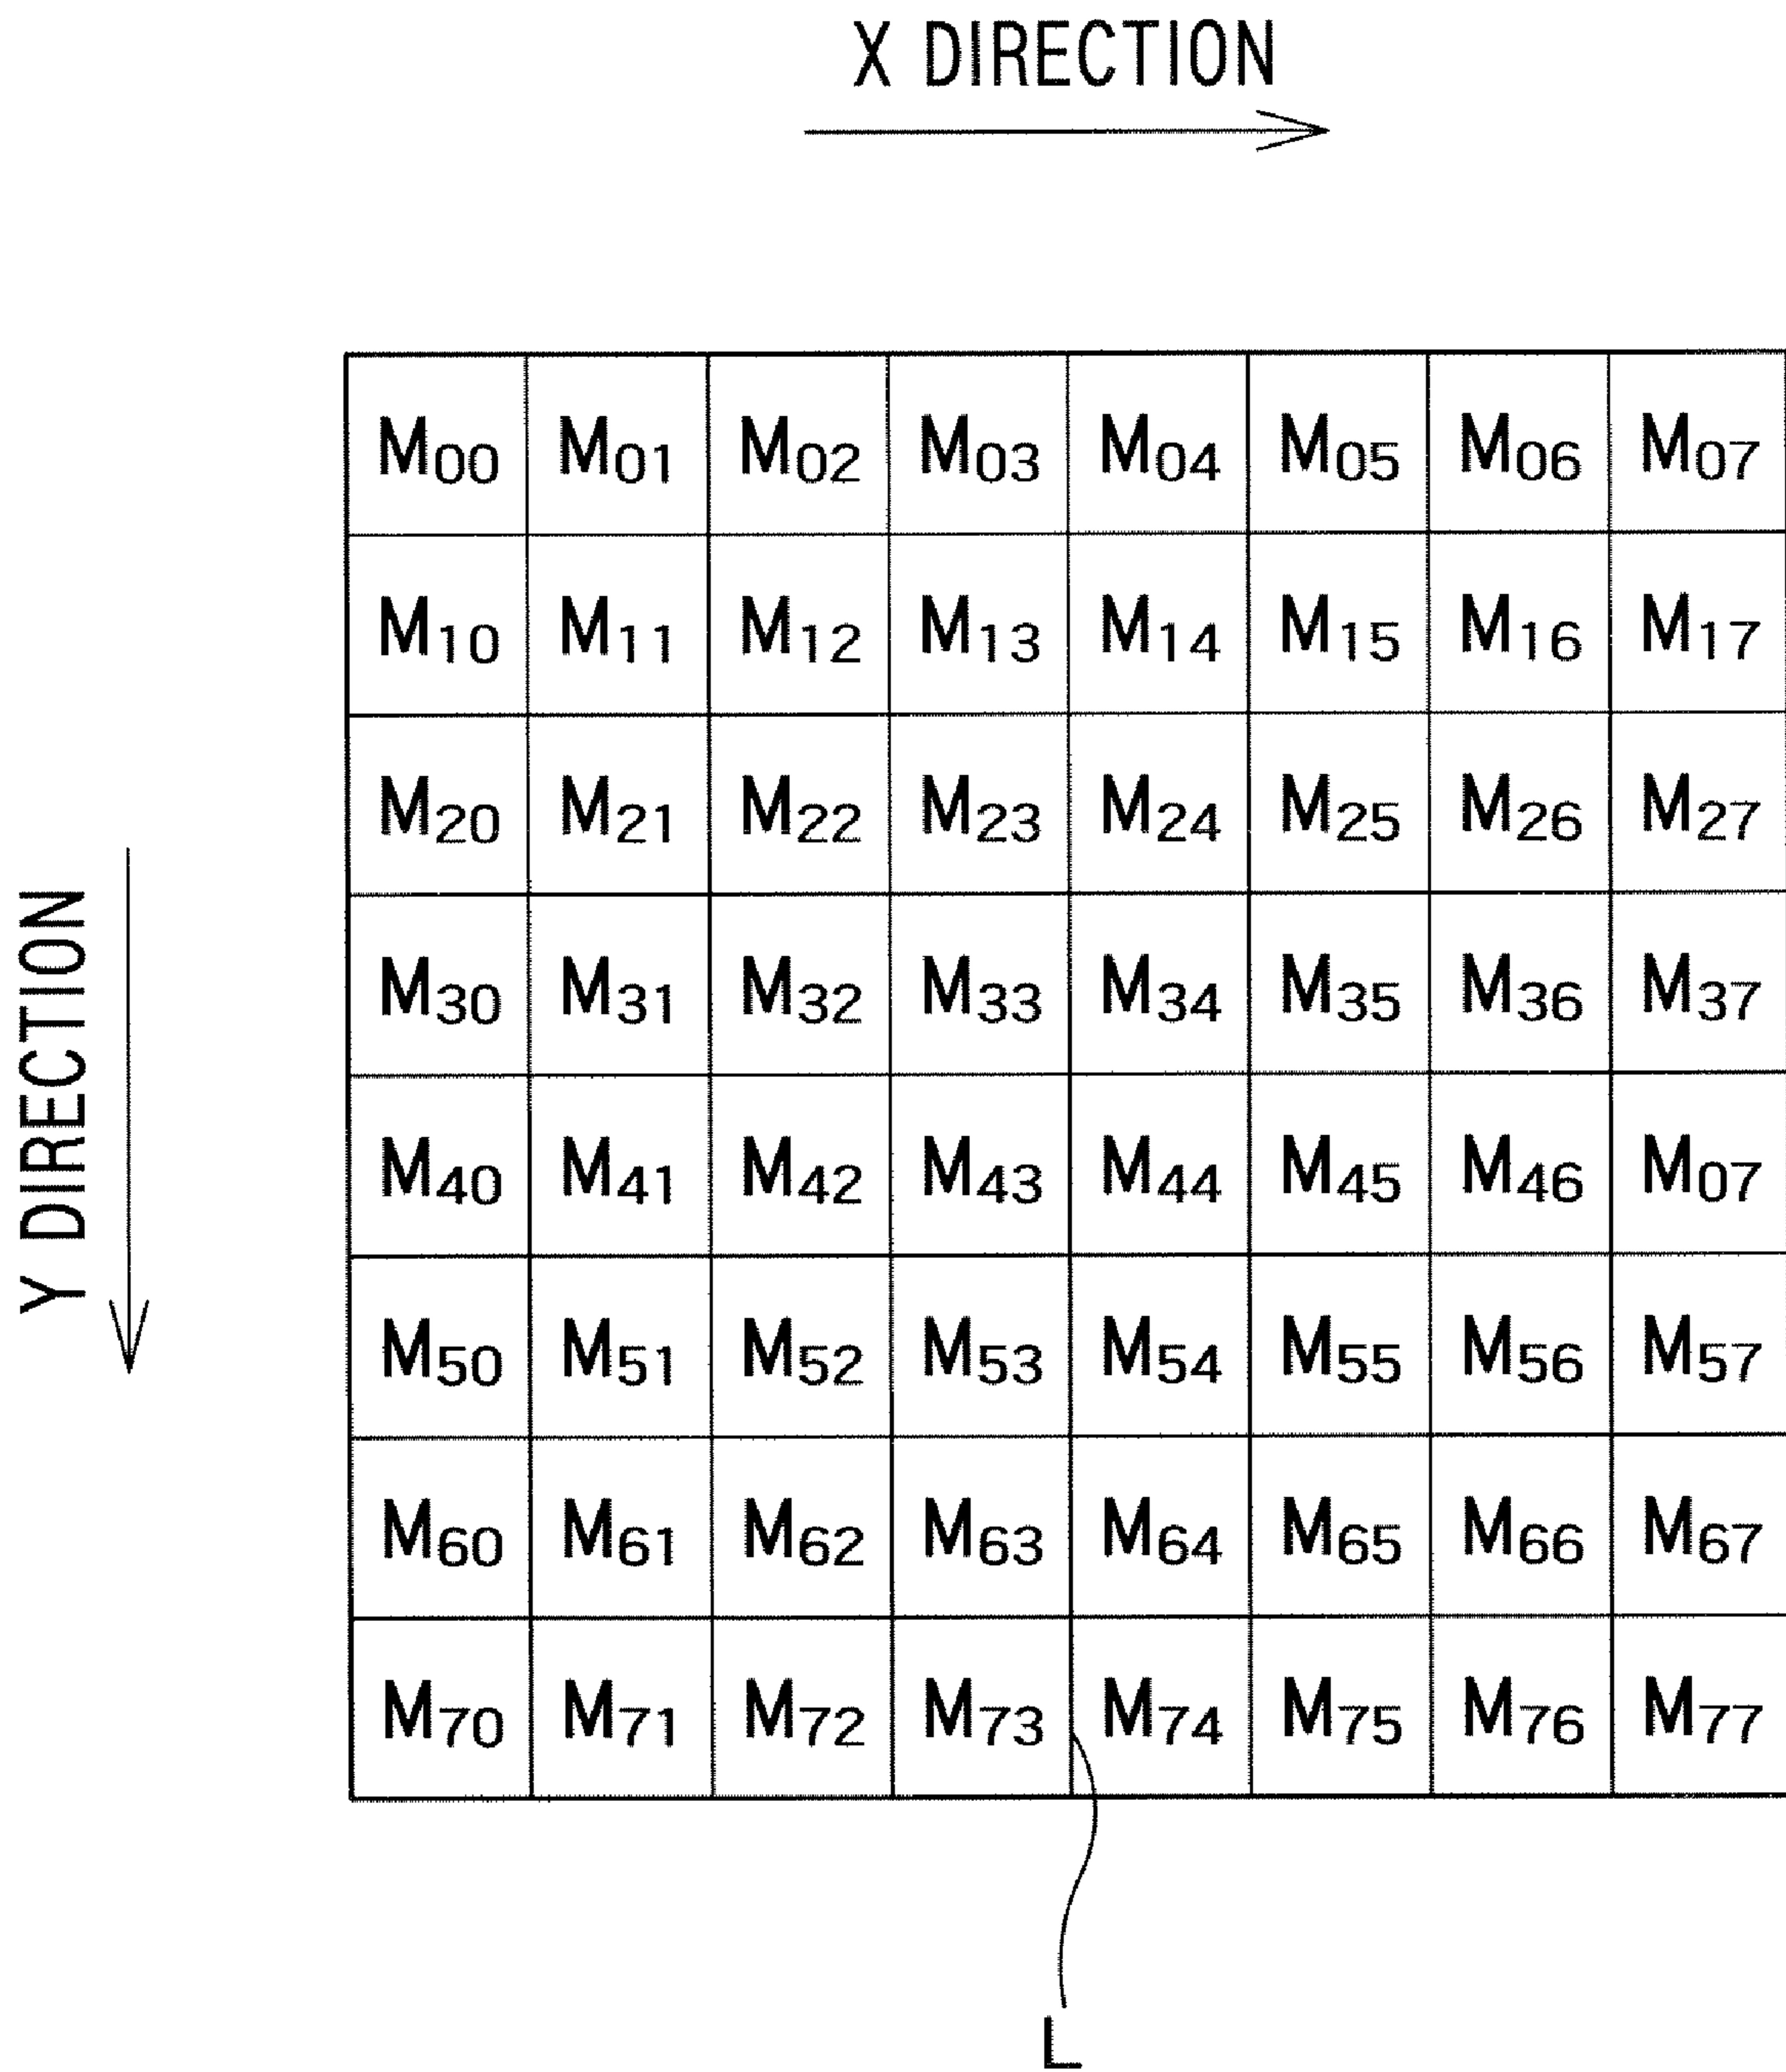 X DIRECTION
Y DIRECTION
M00 M01 M02 M03 M04 M05 M06 M07
M10 M11 M12 M13 M14 M15 M16 M17
M20 M21 M22 M23 M24 M25 M26 M27
M30 M31 M32 M33 M34 M35 M36 M37
M40 M41 M42 M43 M44 M45 M46 M07
M50 M51 M52 M53 M54 M55 M56 M57
M60 M61 M62 M63 M64 M65 M66 M67
M70 M71 M72 M73 M74 M75 M76 M77
L